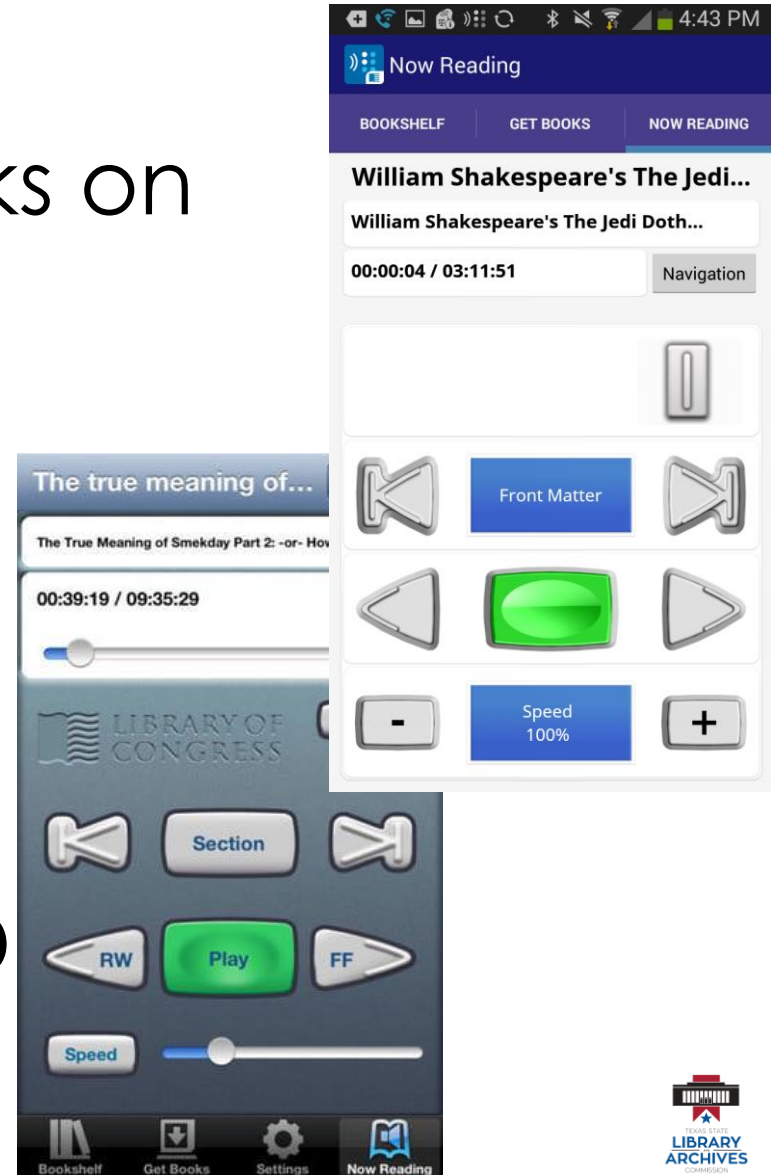 4:43 PM
Now Reading
BOOKSHELF GET BOOKS NOW READING
William Shakespeare's The Jedi...
William Shakespeare's The Jedi Doth...
00:00:04 / 03:11:51 Navigation
Front Matter
- Speed +
100%
on
The true meaning of...
The True Meaning of Smekday Part 2: -or-
00:39:19 / 09:35:29
LIBRARY OF
CONGRESS
Section
RW Play FF
Speed
Bookshelf Get Books Settings Now Reading
TEXAS STATE
LIBRARY
ARCHIVES
COMMISSION